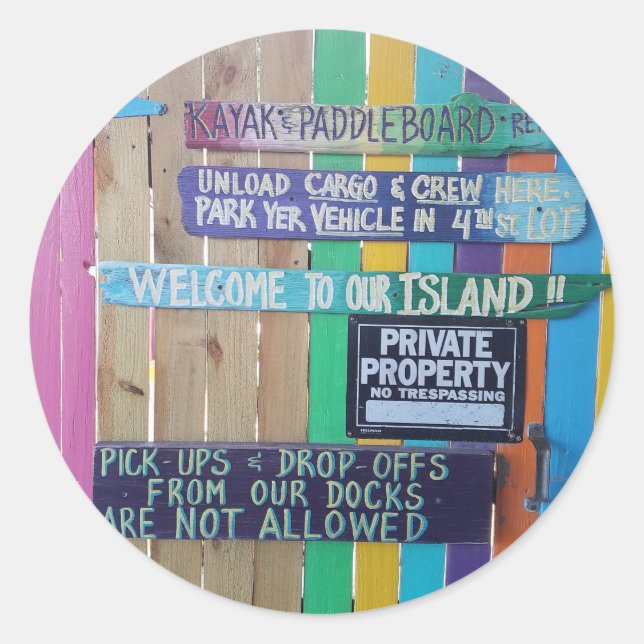 KAYAK & PADDLEBOARD
UNLOAD CARGO & CREW HERE.
PARK YER VEHICLE IN 4TH ST. LOT
WELCOME TO OUR ISLAND !!
PRIVATE
PROPERTY
NO TRESPASSING
PICK-UPS & DROP-OFFS
FROM OUR DOCKS
ARE NOT ALLOWED